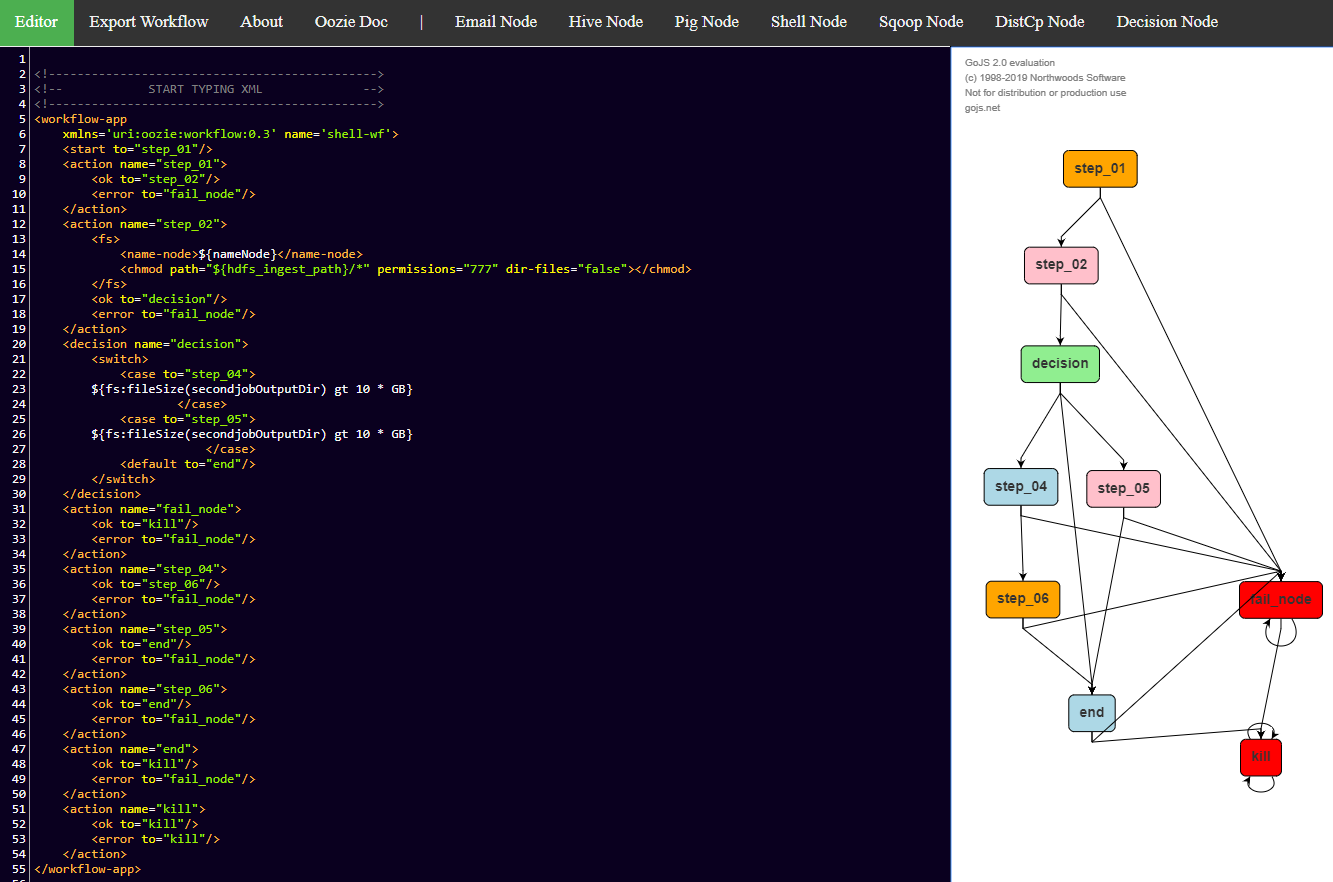 Editor Export Workflow About Oozie Doc | Email Node Hive Node Pig Node Shell Node Sqoop Node DistCp Node Decision Node
1
2 <!---------------------------------------------->
3 <!-- START TYPING XML -->
4 <!---------------------------------------------->
5 <workflow-app
6 xmlns='uri:oozie:workflow:0.3' name='shell-wf'>
7 <start to="step_01"/>
8 <action name="step_01">
9 <ok to="step_02"/>
10 <error to="fail_node"/>
11 </action>
12 <action name="step_02">
13 <fs>
14 <name-node>${nameNode}</name-node>
15 <chmod path="${hdfs_ingest_path}/*" permissions="777" dir-files="false"></chmod>
16 </fs>
17 <ok to="decision"/>
18 <error to="fail_node"/>
19 </action>
20 <decision name="decision">
21 <switch>
22 <case to="step_04">
23 ${fs:fileSize(secondjobOutputDir) gt 10 * GB}
24 </case>
25 <case to="step_05">
26 ${fs:fileSize(secondjobOutputDir) gt 10 * GB}
27 </case>
28 <default to="end"/>
29 </switch>
30 </decision>
31 <action name="fail_node">
32 <ok to="kill"/>
33 <error to="fail_node"/>
34 </action>
35 <action name="step_04">
36 <ok to="step_06"/>
37 <error to="fail_node"/>
38 </action>
39 <action name="step_05">
40 <ok to="end"/>
41 <error to="fail_node"/>
42 </action>
43 <action name="step_06">
44 <ok to="end"/>
45 <error to="fail_node"/>
46 </action>
47 <action name="end">
48 <ok to="kill"/>
49 <error to="fail_node"/>
50 </action>
51 <action name="kill">
52 <ok to="kill"/>
53 <error to="kill"/>
54 </action>
55 </workflow-app>
GoJS 2.0 evaluation
(c) 1998-2019 Northwoods Software
Not for distribution or production use
gojs.net
step_01
step_02
decision
step_04
step_05
step_06
fail_node
end
kill